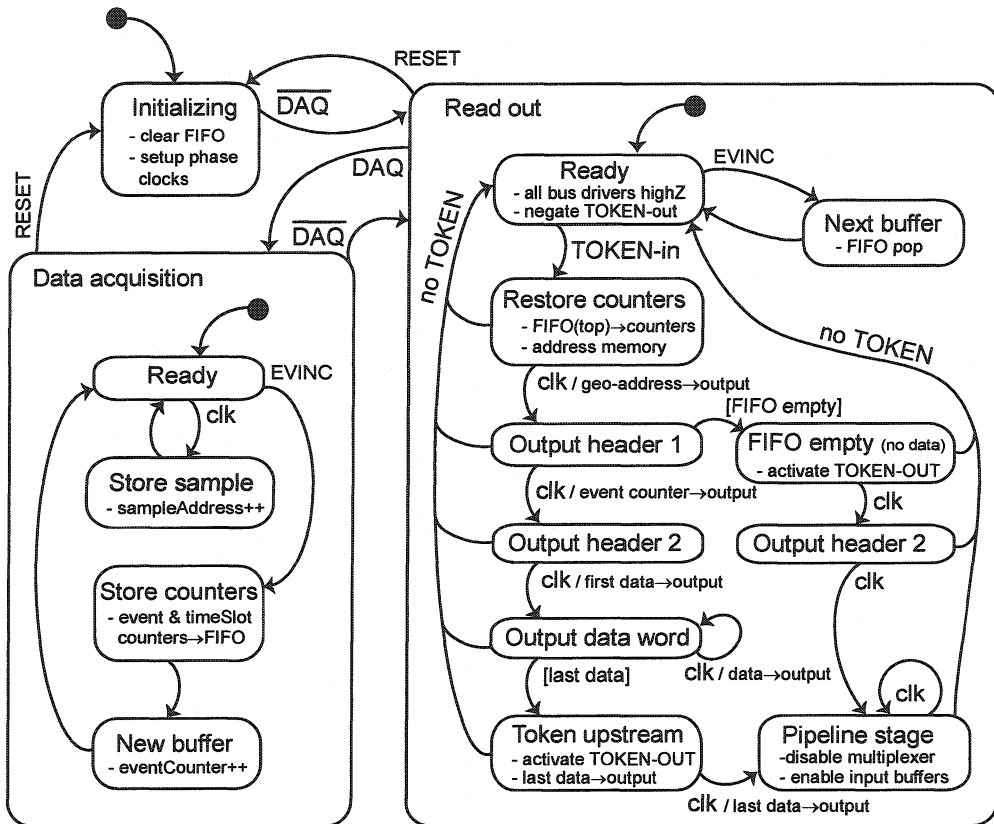 RESET
Initializing
- clear FIFO
- setup phase
clocks
D̅A̅Q̅
RESET
DAQ
D̅A̅Q̅
Data acquisition
Ready
EVINC
clk
Store sample
- sampleAddress++
Store counters
- event & timeSlot
counters→FIFO
New buffer
- eventCounter++
Read out
Ready
- all bus drivers highZ
- negate TOKEN-out
EVINC
Next buffer
- FIFO pop
no TOKEN
TOKEN-in
Restore counters
- FIFO(top)→counters
- address memory
no TOKEN
clk / geo-address→output
[FIFO empty]
Output header 1
FIFO empty (no data)
- activate TOKEN-OUT
clk / event counter→output
clk
Output header 2
Output header 2
clk / first data→output
clk
Output data word
[last data]
clk / data→output
clk
Token upstream
- activate TOKEN-OUT
- last data→output
Pipeline stage
-disable multiplexer
- enable input buffers
clk / last data→output